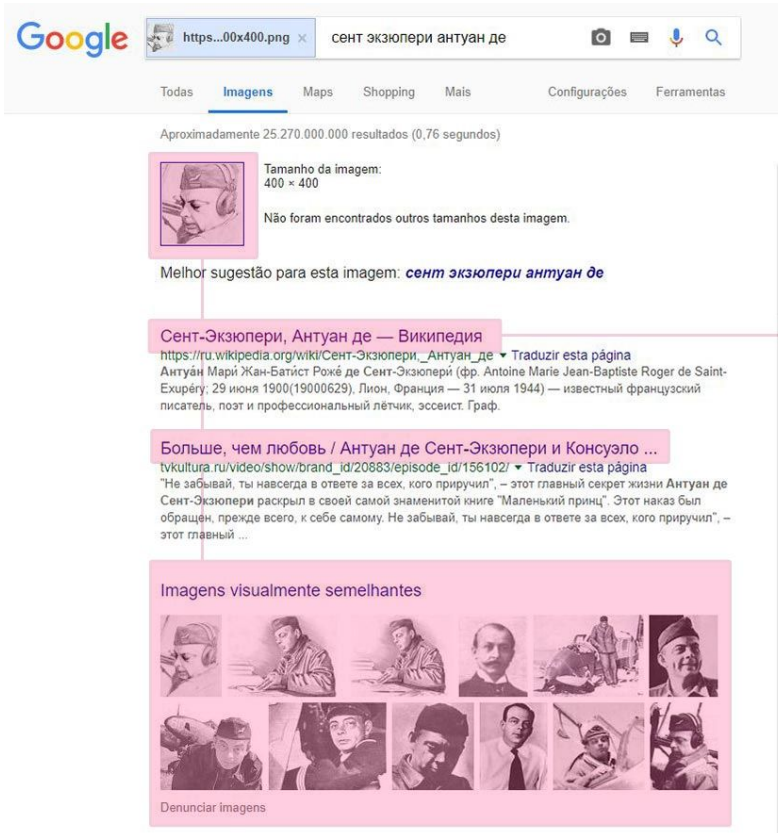 Google https...00x400.png × сент экзюпери антуан де
Todas Imagens Maps Shopping Mais Configurações Ferramentas
Aproximadamente 25.270.000.000 resultados (0,76 segundos)
Tamanho da imagem:
400 × 400
Não foram encontrados outros tamanhos desta imagem.
Melhor sugestão para esta imagem: сент экзюпери антуан де
Сент-Экзюпери, Антуан де — Википедия
https://ru.wikipedia.org/wiki/Сент-Экзюпери,_Антуан_де ▾ Traduzir esta página
Антуа́н Мари́ Жан-Бати́ст Роже́ де Сент-Экзюпери́ (фр. Antoine Marie Jean-Baptiste Roger de Saint-
Exupéry; 29 июня 1900(19000629), Лион, Франция — 31 июля 1944) — известный французский
писатель, поэт и профессиональный лётчик, эссеист. Граф.
Больше, чем любовь / Антуан де Сент-Экзюпери и Консуэло ...
tvkultura.ru/video/show/brand_id/20883/episode_id/156102/ ▾ Traduzir esta página
"Не забывай, ты навсегда в ответе за всех, кого приручил", – этот главный секрет жизни Антуан де
Сент-Экзюпери раскрыл в своей самой знаменитой книге "Маленький принц". Этот наказ был
обращен, прежде всего, к себе самому. Не забывай, ты навсегда в ответе за всех, кого приручил", –
этот главный ...
Imagens visualmente semelhantes
Denunciar imagens